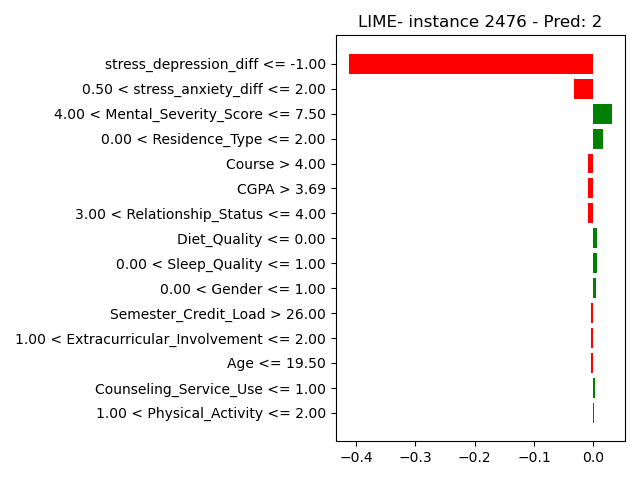 LIME- instance 2476 - Pred: 2
stress_depression_diff <= -1.00
0.50 < stress_anxiety_diff <= 2.00
4.00 < Mental_Severity_Score <= 7.50
0.00 < Residence_Type <= 2.00
Course > 4.00
CGPA > 3.69
3.00 < Relationship_Status <= 4.00
Diet_Quality <= 0.00
0.00 < Sleep_Quality <= 1.00
0.00 < Gender <= 1.00
Semester_Credit_Load > 26.00
1.00 < Extracurricular_Involvement <= 2.00
Age <= 19.50
Counseling_Service_Use <= 1.00
1.00 < Physical_Activity <= 2.00
−0.4 −0.3 −0.2 −0.1 0.0